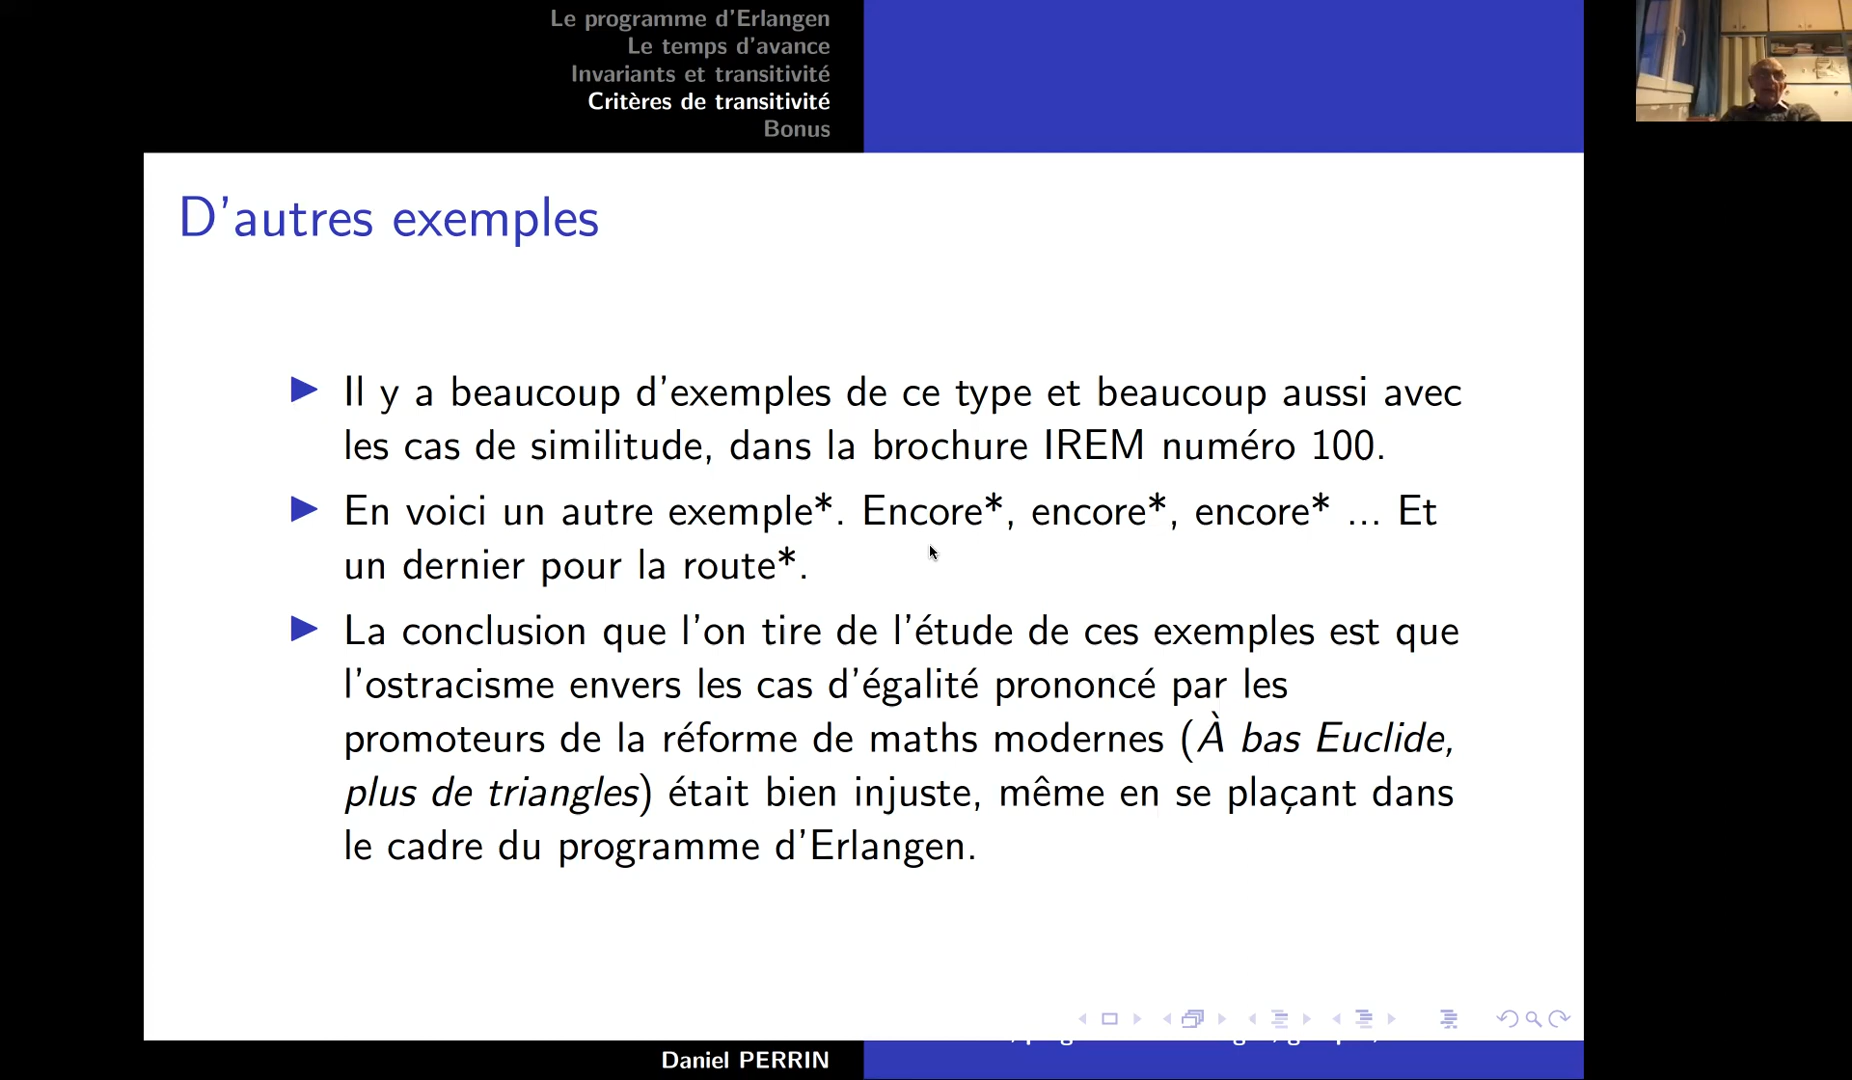 Le programme d'Erlangen
Le temps d'avance
Invariants et transitivité
Critères de transitivité
Bonus
D'autres exemples
Il y a beaucoup d'exemples de ce type et beaucoup aussi avec
les cas de similitude, dans la brochure IREM numéro 100.
En voici un autre exemple*. Encore*, encore*, encore* ... Et
un dernier pour la route*.
La conclusion que l'on tire de l'étude de ces exemples est que
l'ostracisme envers les cas d'égalité prononcé par les
promoteurs de la réforme de maths modernes (À bas Euclide,
plus de triangles) était bien injuste, même en se plaçant dans
le cadre du programme d'Erlangen.
Daniel PERRIN